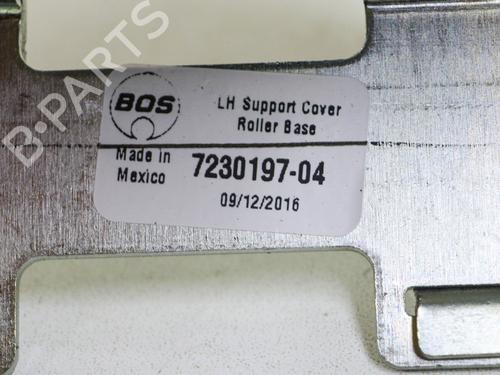 B·PARTS
BOS
LH Support Cover
Roller Base
Made in
Mexico
7230197-04
09/12/2016